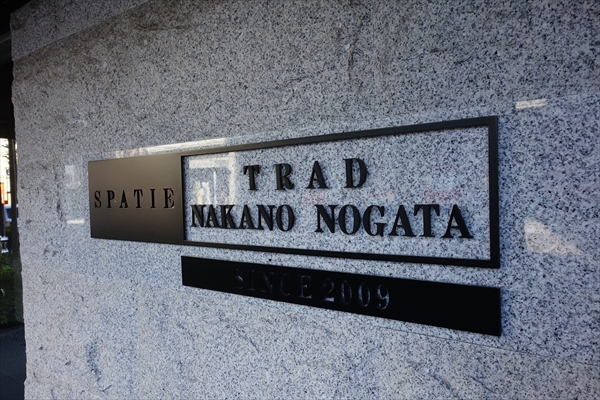 SPATIE
TRAD
NAKANO NOGATA
SINCE 2009